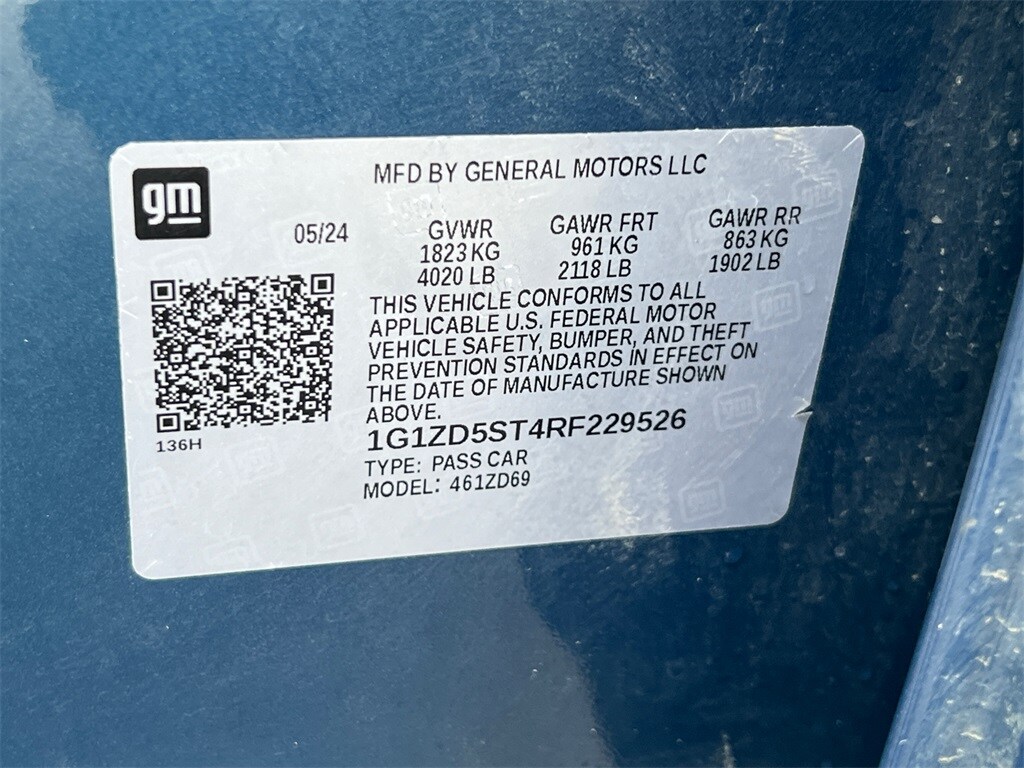 gm
MFD BY GENERAL MOTORS LLC
05/24
GVWR
1823 KG
4020 LB
GAWR FRT
961 KG
2118 LB
GAWR RR
863 KG
1902 LB
THIS VEHICLE CONFORMS TO ALL
APPLICABLE U.S. FEDERAL MOTOR
VEHICLE SAFETY, BUMPER, AND THEFT
PREVENTION STANDARDS IN EFFECT ON
THE DATE OF MANUFACTURE SHOWN
ABOVE.
136H
1G1ZD5ST4RF229526
TYPE: PASS CAR
MODEL: 461ZD69